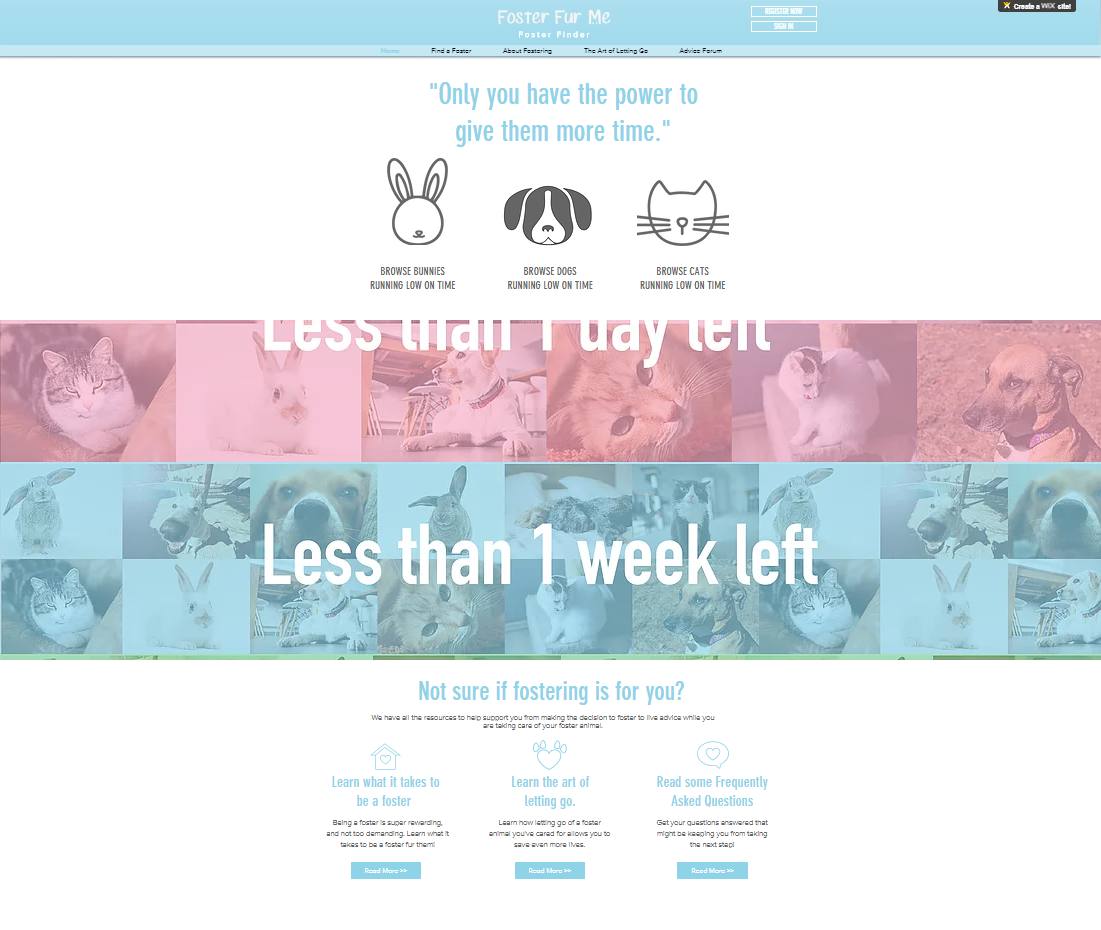 Foster Fur Me
Foster Finder
REGISTER NOW
SIGN IN
Create a WiX site!
Home
Find a Foster
About Fostering
The Art of Letting Go
Advice Forum
"Only you have the power to
give them more time."
BROWSE BUNNIES
RUNNING LOW ON TIME
BROWSE DOGS
RUNNING LOW ON TIME
BROWSE CATS
RUNNING LOW ON TIME
Less than 1 day left
Less than 1 week left
Not sure if fostering is for you?
We have all the resources to help support you from making the decision to foster to live advice while you
are taking care of your foster animal.
Learn what it takes to
be a foster
Being a foster is super rewarding,
and not too demanding. Learn what it
takes to be a foster fur them!
Read More >>
Learn the art of
letting go.
Learn how letting go of a foster
animal you've cared for allows you to
save even more lives.
Read More >>
Read some Frequently
Asked Questions
Get your questions answered that
might be keeping you from taking
the next step!
Read More >>